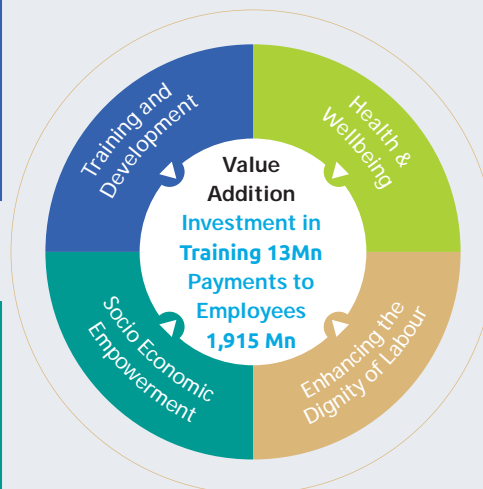 Training and
Development
Health &
Wellbeing
Value
Addition
Investment in
Training 13Mn
Payments to
Employees
1,915 Mn
Socio Economic
Empowerment
Enhancing the
Dignity of Labour